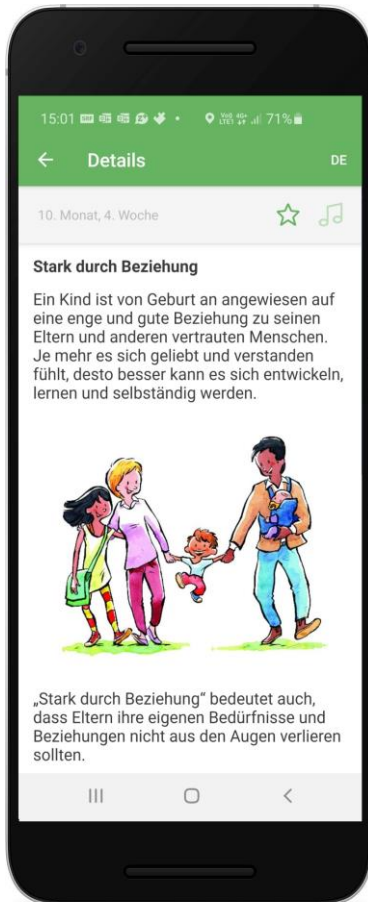 15:01 71%
Details DE
10. Monat, 4. Woche
Stark durch Beziehung
Ein Kind ist von Geburt an angewiesen auf
eine enge und gute Beziehung zu seinen
Eltern und anderen vertrauten Menschen.
Je mehr es sich geliebt und verstanden
fühlt, desto besser kann es sich entwickeln,
lernen und selbständig werden.
„Stark durch Beziehung“ bedeutet auch,
dass Eltern ihre eigenen Bedürfnisse und
Beziehungen nicht aus den Augen verlieren
sollten.